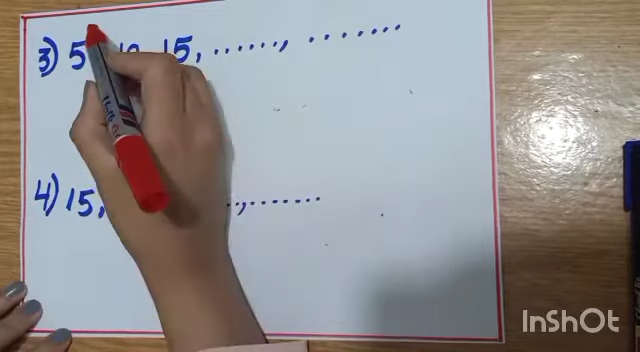 3) 5 15, ......, .......
4) 15, ..,......
InShOt